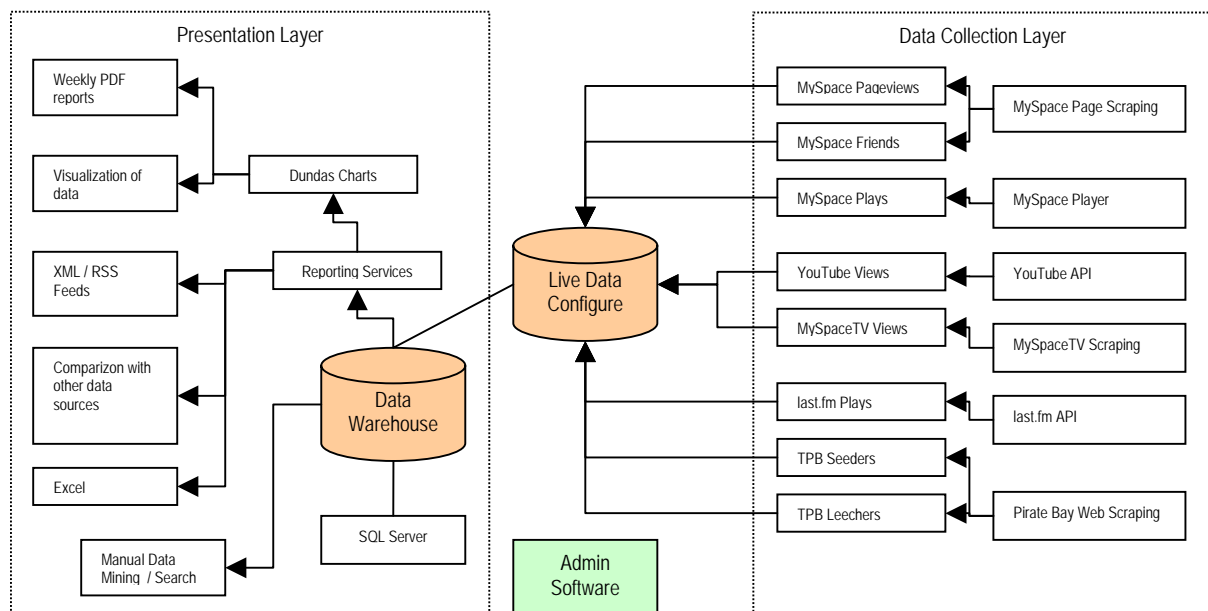 Presentation Layer
Weekly PDF
reports
Visualization of
data
Dundas Charts
XML / RSS
Feeds
Reporting Services
Comparizon with
other data
sources
Data
Warehouse
Excel
SQL Server
Manual Data
Mining / Search
Live Data
Configure
Admin
Software
Data Collection Layer
MySpace Pageviews
MySpace Page Scraping
MySpace Friends
MySpace Plays
MySpace Player
YouTube Views
YouTube API
MySpaceTV Views
MySpaceTV Scraping
last.fm Plays
last.fm API
TPB Seeders
TPB Leechers
Pirate Bay Web Scraping